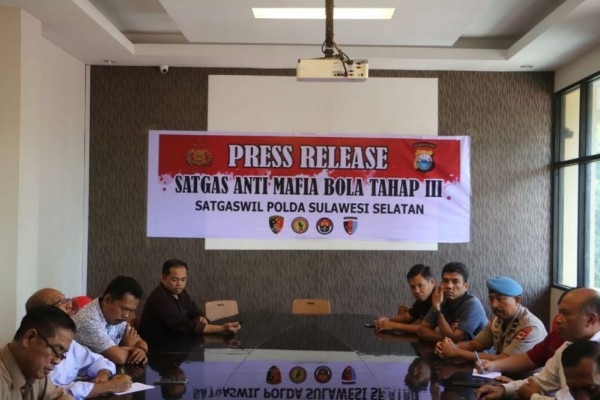 PRESS RELEASE
SATGAS ANTI MAFIA BOLA TAHAP III
SATGASWIL POLDA SULAWESI SELATAN